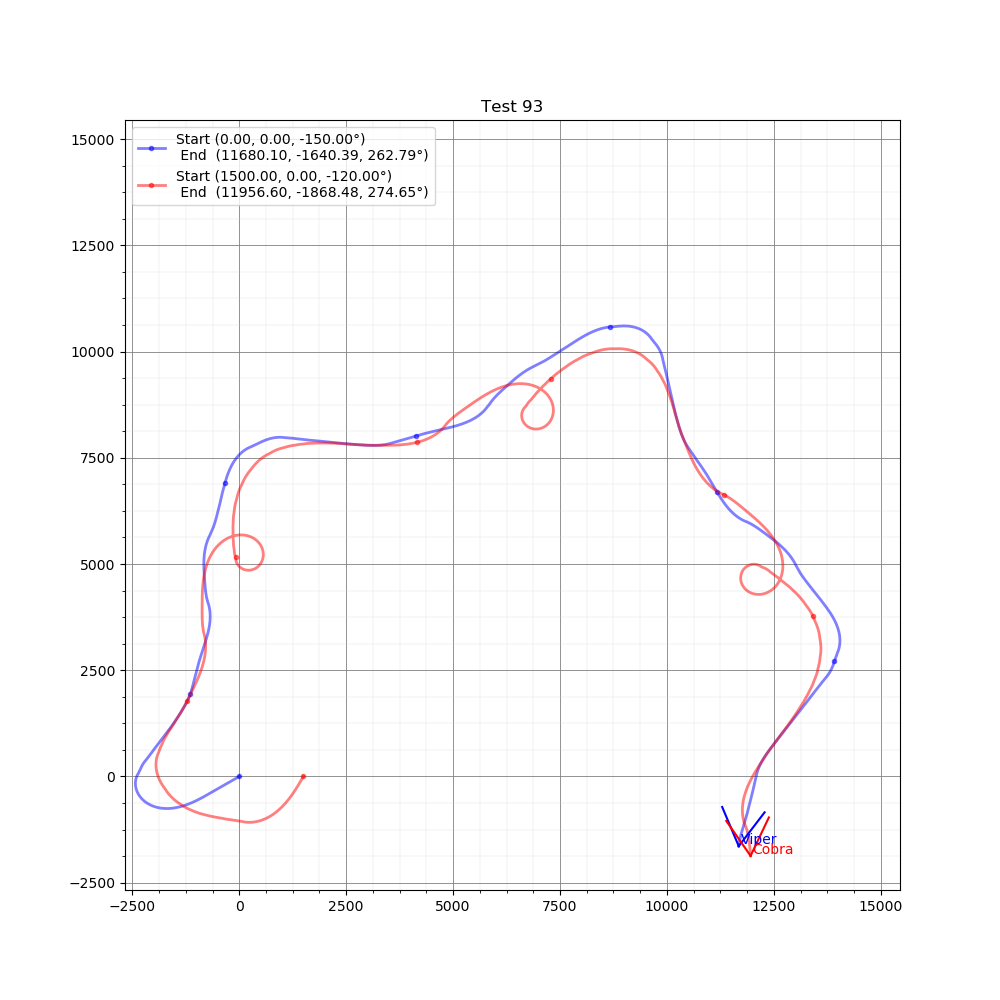 Test 93
Start (0.00, 0.00, -150.00°)
End (11680.10, -1640.39, 262.79°)
Start (1500.00, 0.00, -120.00°)
End (11956.60, -1868.48, 274.65°)
15000
12500
10000
7500
5000
2500
0
−2500
Viper
Cobra
−2500 0 2500 5000 7500 10000 12500 15000